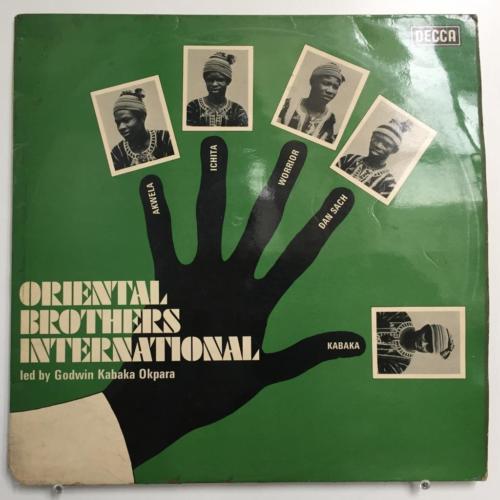 DECCA
AKWELA
ICHITA
WORRIOR
DAN SACH
KABAKA
ORIENTAL
BROTHERS
INTERNATIONAL
led by Godwin Kabaka Okpara